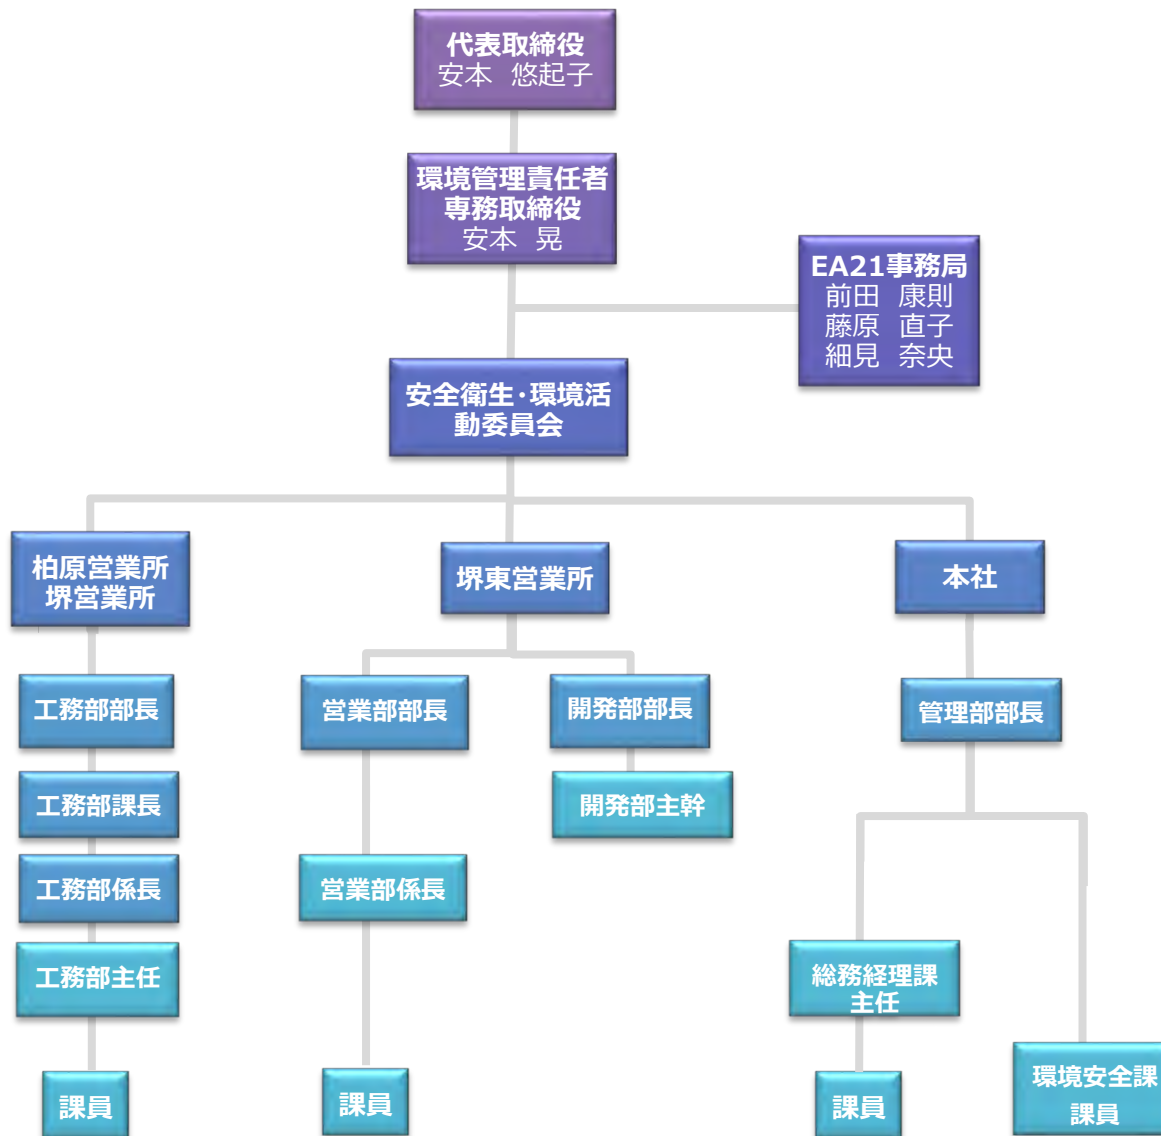 代表取締役
安本 悠起子
環境管理責任者
専務取締役
安本 晃
EA21事務局
前田 康則
藤原 直子
細見 奈央
安全衛生・環境活
動委員会
柏原営業所
堺営業所
堺東営業所
本社
工務部部長
営業部部長
開発部部長
管理部部長
工務部課長
開発部主幹
工務部係長
営業部係長
工務部主任
総務経理課
主任
課員
課員
課員
環境安全課
課員